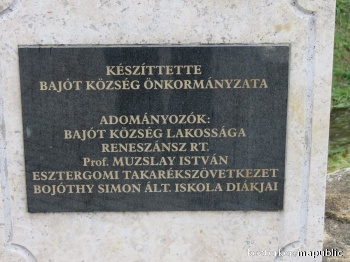 KÉSZÍTTETTE
BAJÓT KÖZSÉG ÖNKORMÁNYZATA
ADOMÁNYOZÓK:
BAJÓT KÖZSÉG LAKOSSÁGA
RENESZÁNSZ RT.
Prof. MUZSLAY ISTVÁN
ESZTERGOMI TAKARÉKSZÖVETKEZET
BOJÓTHY SIMON ÁLT. ISKOLA DIÁKJAI